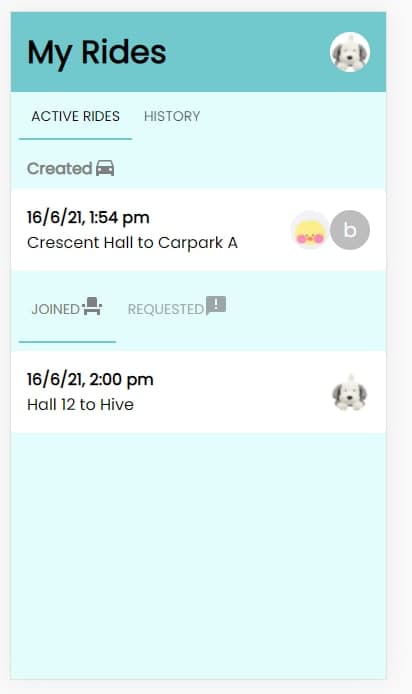 My Rides
ACTIVE RIDES HISTORY
Created
16/6/21, 1:54 pm
Crescent Hall to Carpark A
b
JOINED REQUESTED
16/6/21, 2:00 pm
Hall 12 to Hive